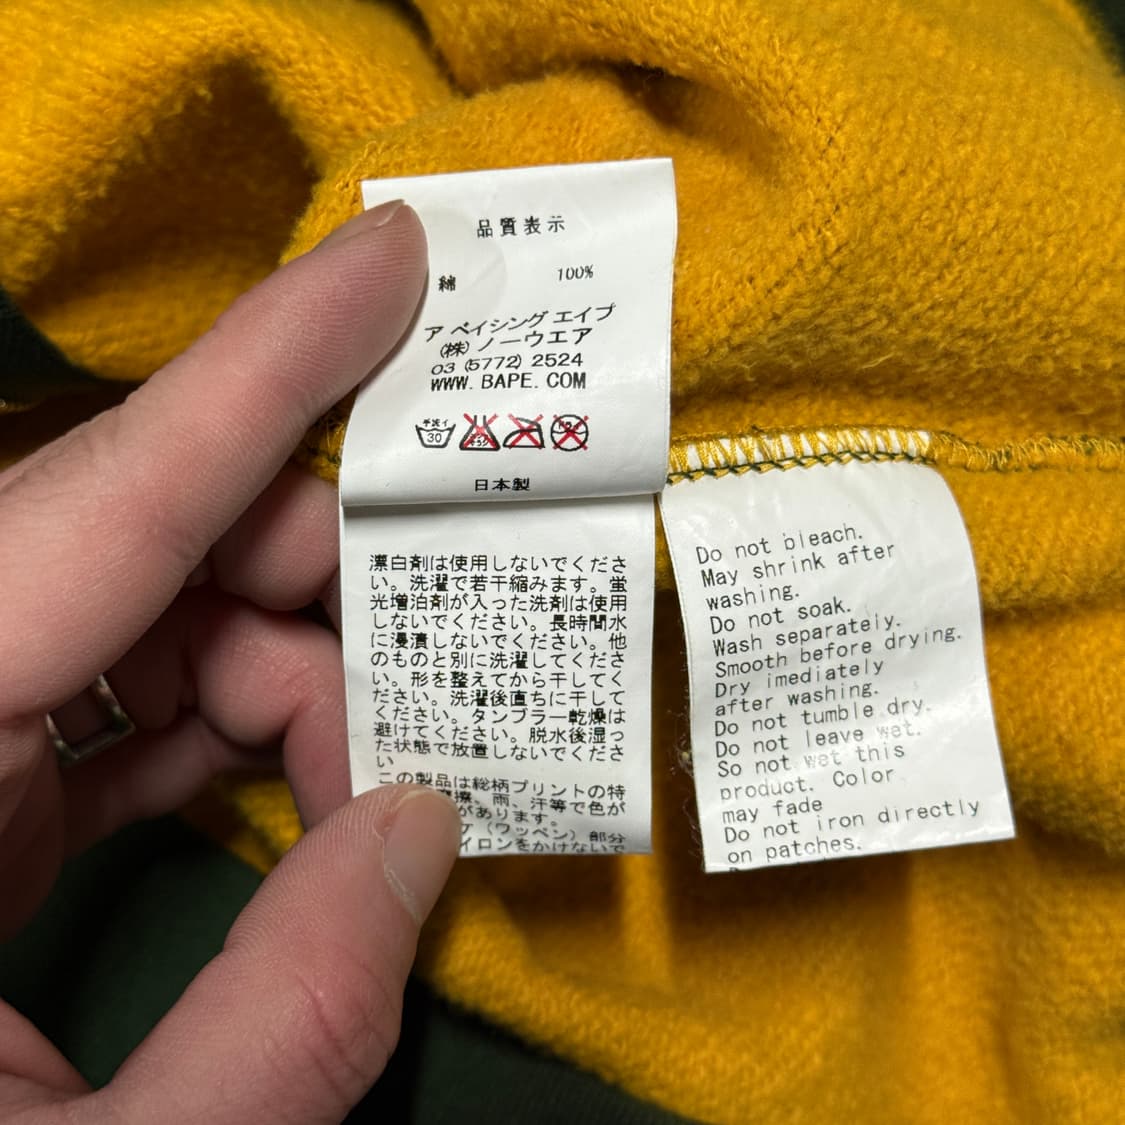 品質表示
綿 100%
ア ベイシング エイプ
(株) ノーウエア
03 (5772) 2524
WWW. BAPE. COM
手洗イ
30
日本製
漂白剤は使用しないでくださ
い。洗濯で若干縮みます。蛍
光増泊剤が入った洗剤は使用
しないでください。長時間水
に浸漬しないでください。他
のものと別に洗濯してくださ
い。形を整えてから干してく
ださい。洗濯後直ちに干して
ください。タンブラー乾燥は
避けてください。脱水後湿っ
た状態で放置しないでくださ
い
この製品は総柄プリントの特
擦、雨、汗等で色が
があります。
(ワッペン) 部分
イロンをかけないで
Do not bleach.
May shrink after
washing.
Do not soak.
Wash separately.
Smooth before drying.
Dry imediately
after washing.
Do not tumble dry.
Do not leave wet.
So not wet this
product. Color
may fade
Do not iron directly
on patches.